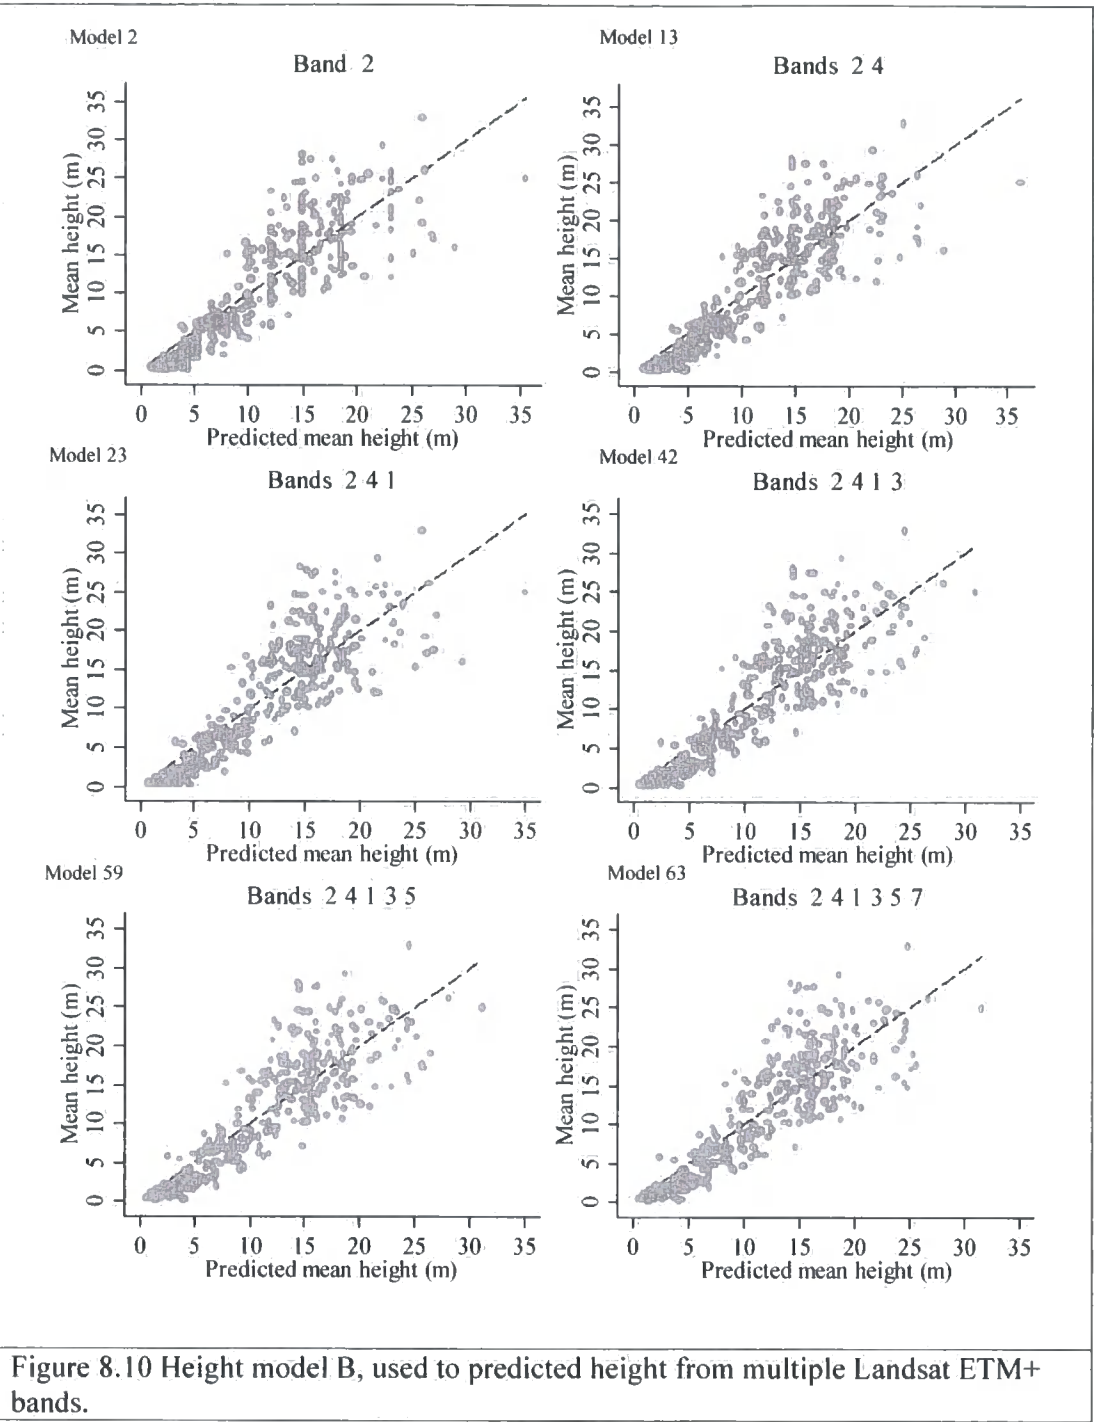 Model 2
Band 2
Mean height (m)
0 5 10 15 20 25 30 35
0 5 10 15 20 25 30 35
Predicted mean height (m)
Model 13
Bands 2 4
Mean height (m)
0 5 10 15 20 25 30 35
0 5 10 15 20 25 30 35
Predicted mean height (m)
Model 23
Bands 2 4 1
Mean height (m)
0 5 10 15 20 25 30 35
0 5 10 15 20 25 30 35
Predicted mean height (m)
Model 42
Bands 2 4 1 3
Mean height (m)
0 5 10 15 20 25 30 35
0 5 10 15 20 25 30 35
Predicted mean height (m)
Model 59
Bands 2 4 1 3 5
Mean height (m)
0 5 10 15 20 25 30 35
0 5 10 15 20 25 30 35
Predicted mean height (m)
Model 63
Bands 2 4 1 3 5 7
Mean height (m)
0 5 10 15 20 25 30 35
0 5 10 15 20 25 30 35
Predicted mean height (m)
Figure 8.10 Height model B, used to predicted height from multiple Landsat ETM+
bands.